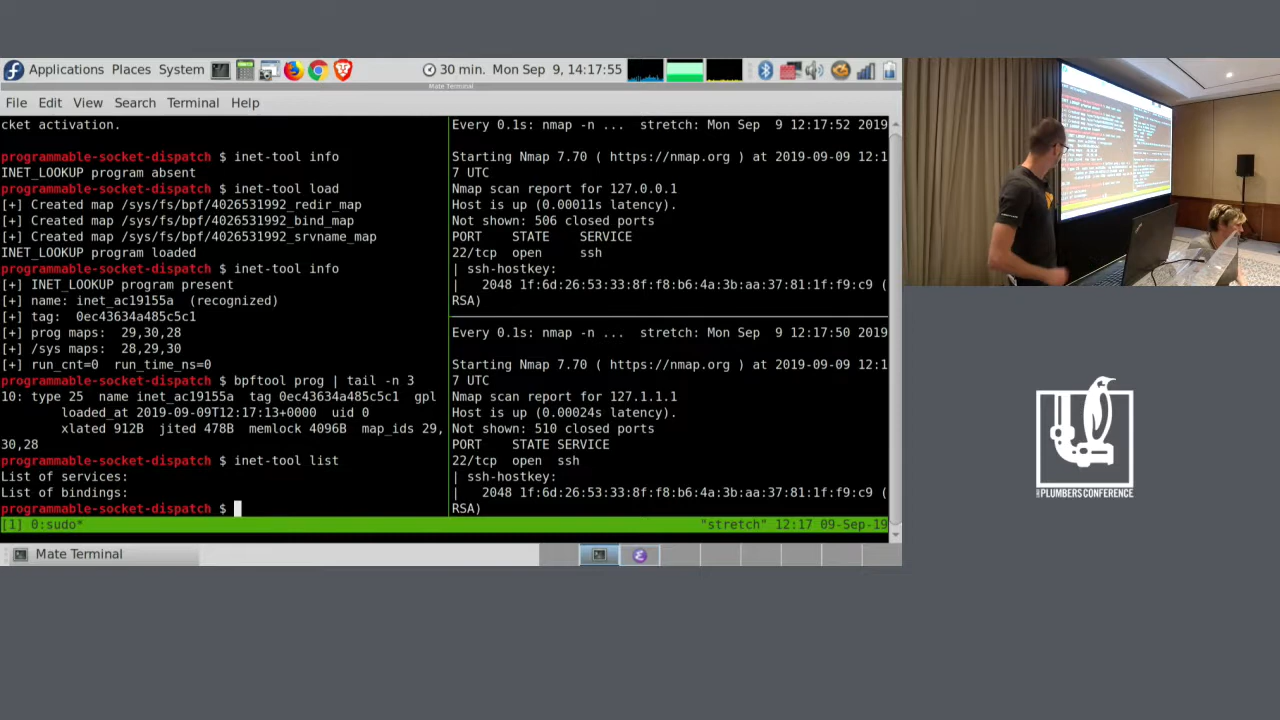 Applications Places System
30 min. Mon Sep 9, 14:17:55
Mate Terminal
File Edit View Search Terminal Help
cket activation.
programmable-socket-dispatch $ inet-tool info
INET_LOOKUP program absent
programmable-socket-dispatch $ inet-tool load
[+] Created map /sys/fs/bpf/4026531992_redir_map
[+] Created map /sys/fs/bpf/4026531992_bind_map
[+] Created map /sys/fs/bpf/4026531992_srvname_map
INET_LOOKUP program loaded
programmable-socket-dispatch $ inet-tool info
[+] INET_LOOKUP program present
[+] name: inet_ac19155a (recognized)
[+] tag: 0ec43634a485c5c1
[+] prog maps: 29,30,28
[+] /sys maps: 28,29,30
[+] run_cnt=0 run_time_ns=0
programmable-socket-dispatch $ bpftool prog | tail -n 3
10: type 25 name inet_ac19155a tag 0ec43634a485c5c1 gpl
loaded_at 2019-09-09T12:17:13+0000 uid 0
xlated 912B jited 478B memlock 4096B map_ids 29,
30,28
programmable-socket-dispatch $ inet-tool list
List of services:
List of bindings:
programmable-socket-dispatch $
Every 0.1s: nmap -n ... stretch: Mon Sep 9 12:17:52 2019
Starting Nmap 7.70 ( https://nmap.org ) at 2019-09-09 12:1
7 UTC
Nmap scan report for 127.0.0.1
Host is up (0.00011s latency).
Not shown: 506 closed ports
PORT STATE SERVICE
22/tcp open ssh
| ssh-hostkey:
| 2048 1f:6d:26:53:33:8f:f8:b6:4a:3b:aa:37:81:1f:f9:c9 (
RSA)
Every 0.1s: nmap -n ... stretch: Mon Sep 9 12:17:50 2019
Starting Nmap 7.70 ( https://nmap.org ) at 2019-09-09 12:1
7 UTC
Nmap scan report for 127.1.1.1
Host is up (0.00024s latency).
Not shown: 510 closed ports
PORT STATE SERVICE
22/tcp open ssh
| ssh-hostkey:
| 2048 1f:6d:26:53:33:8f:f8:b6:4a:3b:aa:37:81:1f:f9:c9 (
RSA)
[1] 0:sudo*
"stretch" 12:17 09-Sep-19
Mate Terminal
PLUMBERS CONFERENCE